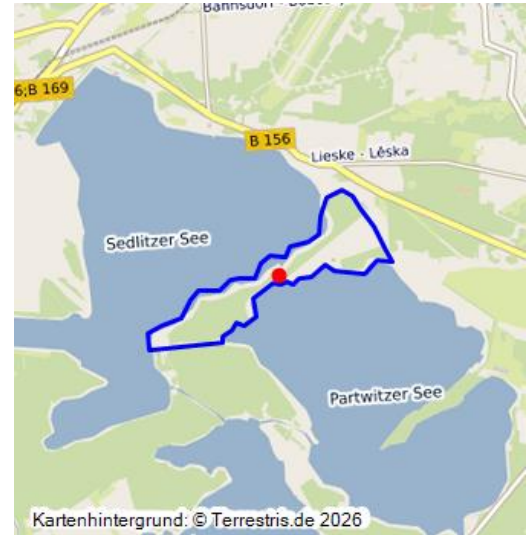 6;B 169
B 156
Lieske - Lěska
Sedlitzer See
Partwitzer See
Kartenhintergrund: © Terrestris.de 2026